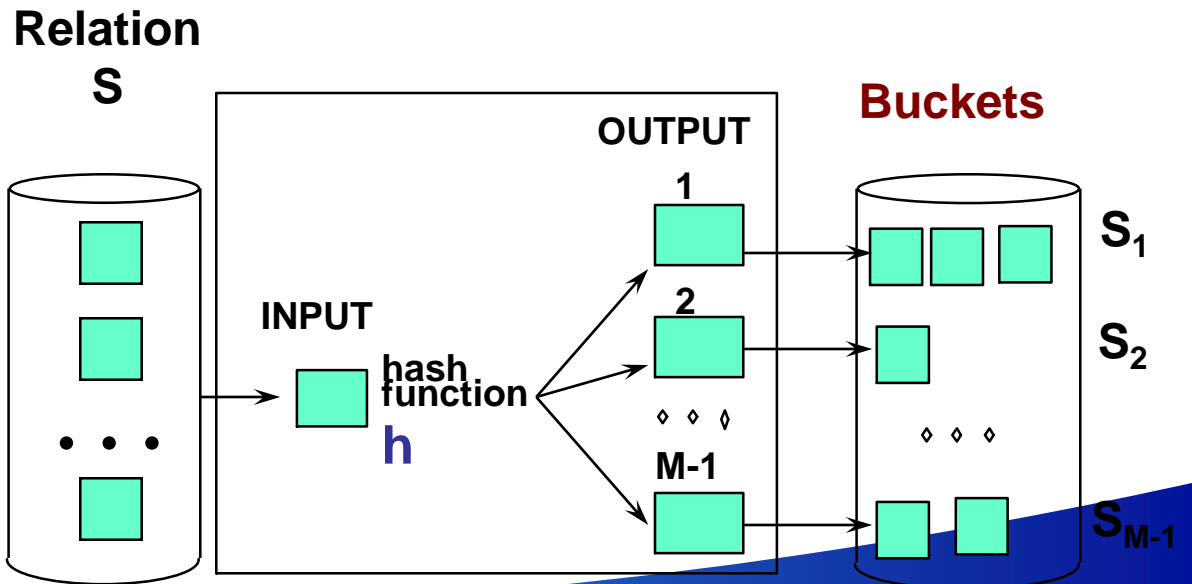 Relation
S
Buckets
OUTPUT
1
S1
INPUT
2
hash
function
h
S2
M-1
SM-1